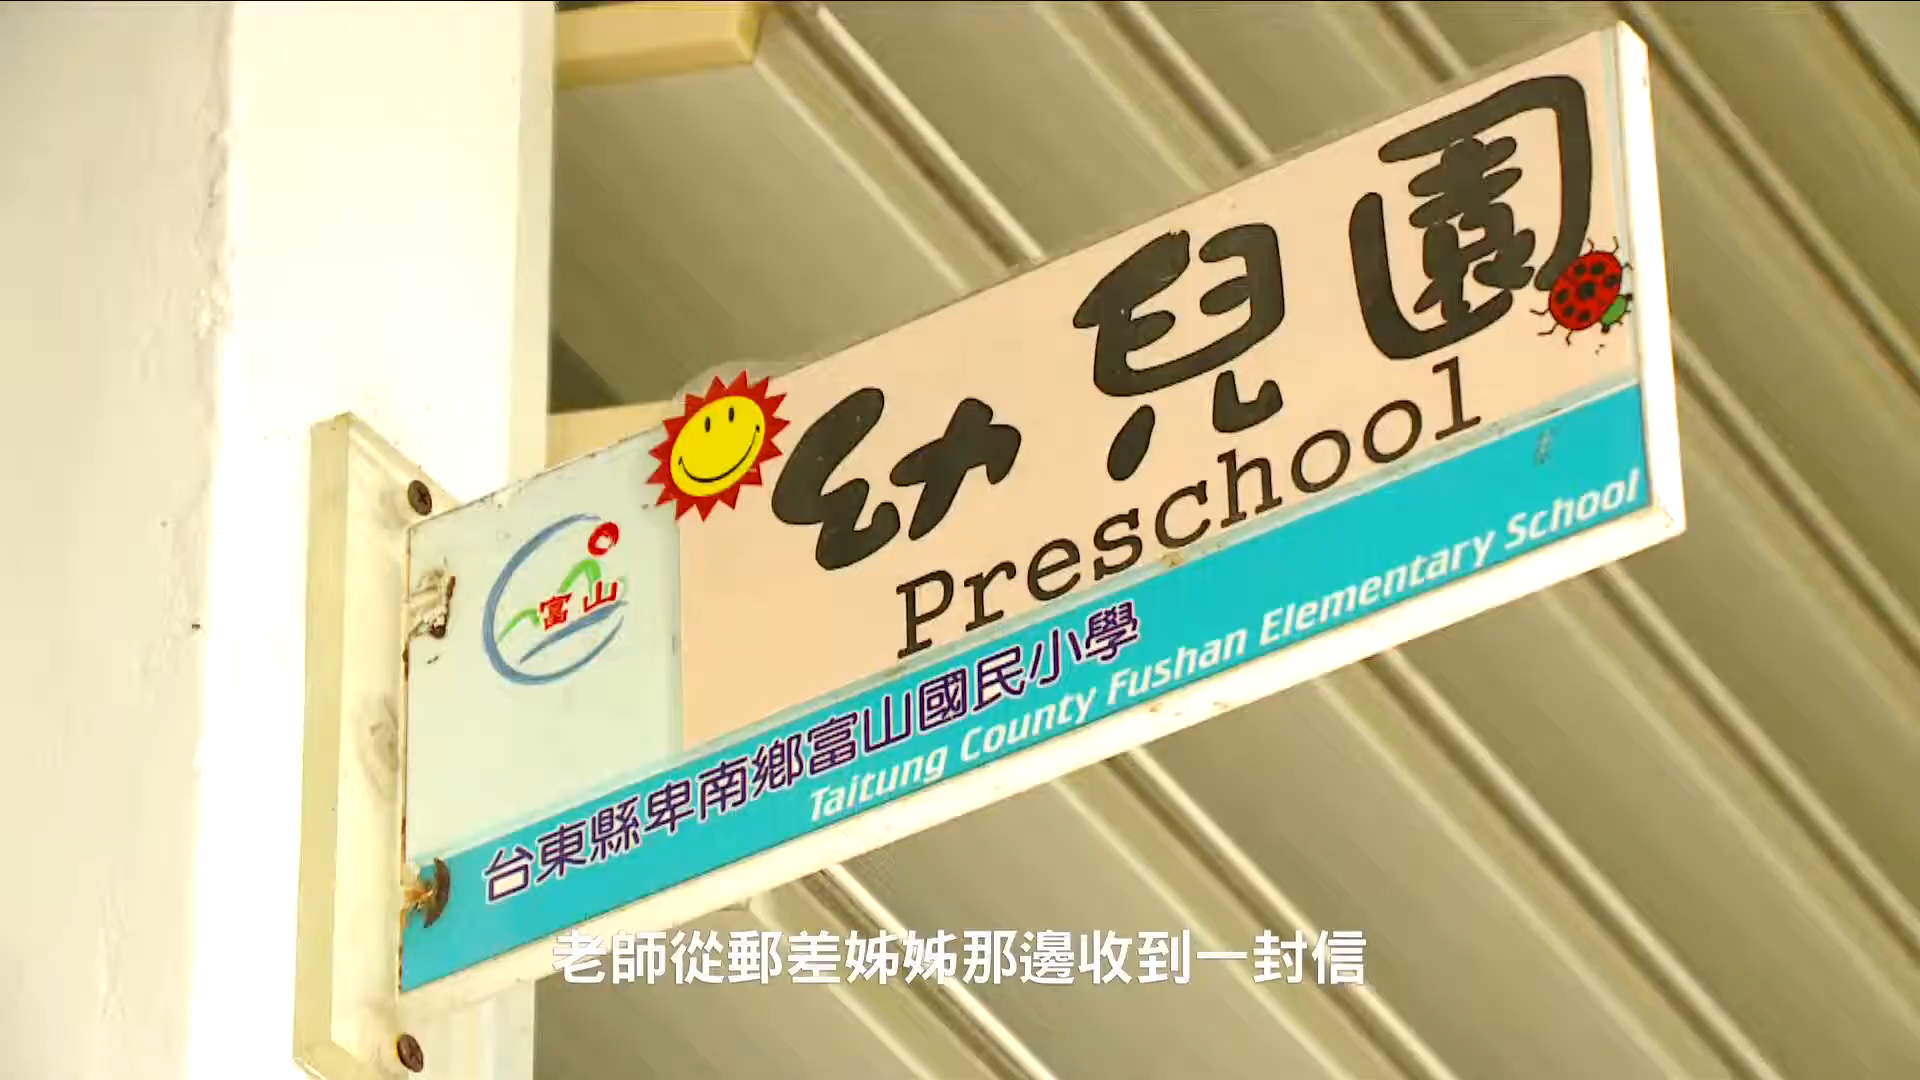 幼兒園
Preschool
富山
台東縣卑南鄉富山國民小學
Taitung County Fushan Elementary School
老師從郵差姊姊那邊收到一封信